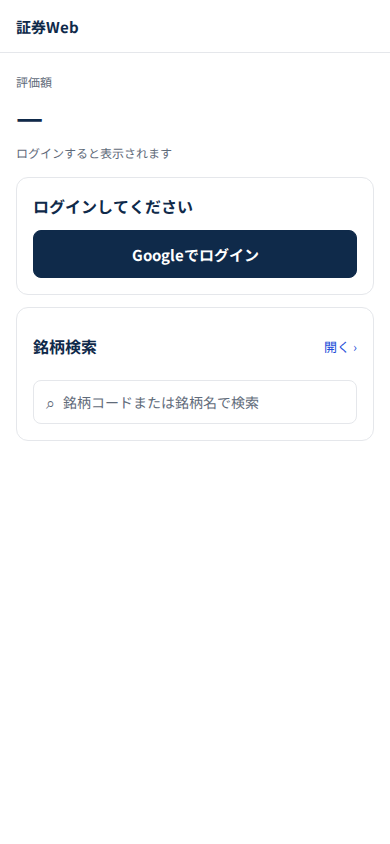 証券Web
評価額
—
ログインすると表示されます
ログインしてください
Googleでログイン
銘柄検索
開く ›
⌕ 銘柄コードまたは銘柄名で検索